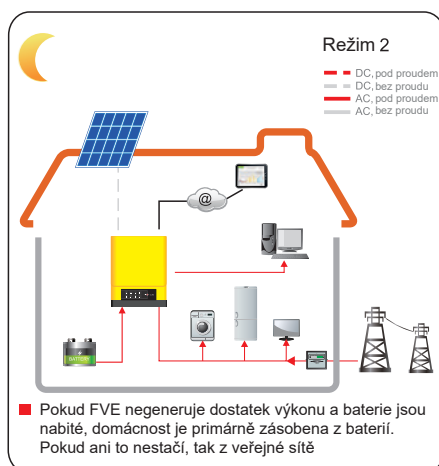 Režim 2
DC, pod proudem
DC, bez proudu
AC, pod proudem
AC, bez proudu
@
BATTERY
Pokud FVE negeneruje dostatek výkonu a baterie jsou
nabité, domácnost je primárně zásobena z baterií.
Pokud ani to nestačí, tak z veřejné sítě